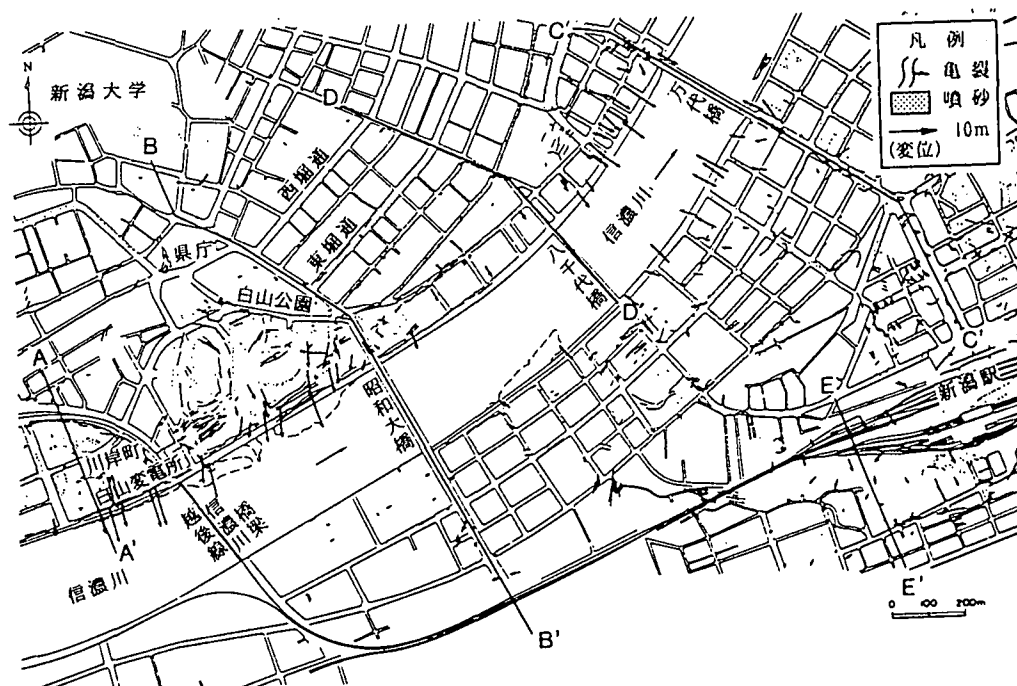 凡例
亀裂
噴砂
10m
(変位)
N
新潟大学
C
D
B
万代橋
西堀通
東堀通
信濃川
八千代橋
県庁
白山公園
D
C'
A
E
新潟駅
昭和大橋
川岸町
白山変電所
越後線
信濃川橋梁
A'
信濃川
E'
0 100 200m
B'